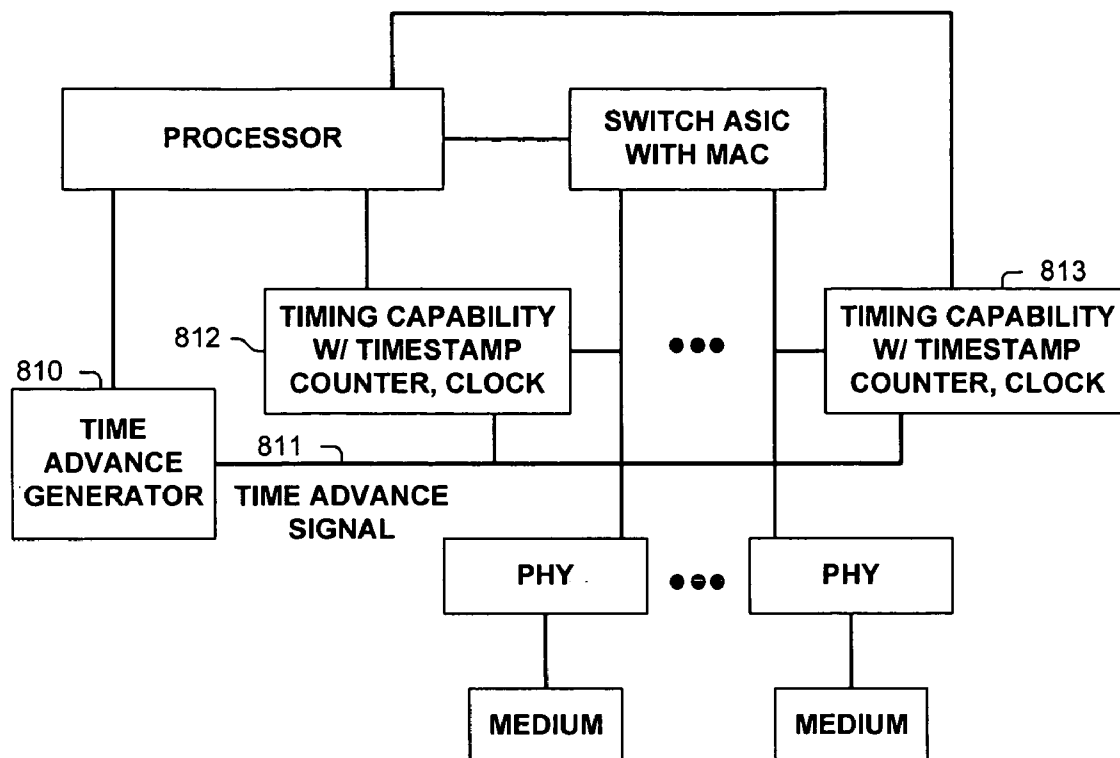 PROCESSOR
SWITCH ASIC
WITH MAC
813
812
TIMING CAPABILITY
W/ TIMESTAMP
COUNTER, CLOCK
TIMING CAPABILITY
W/ TIMESTAMP
COUNTER, CLOCK
810
TIME
ADVANCE
GENERATOR
811
TIME ADVANCE
SIGNAL
PHY
PHY
MEDIUM
MEDIUM